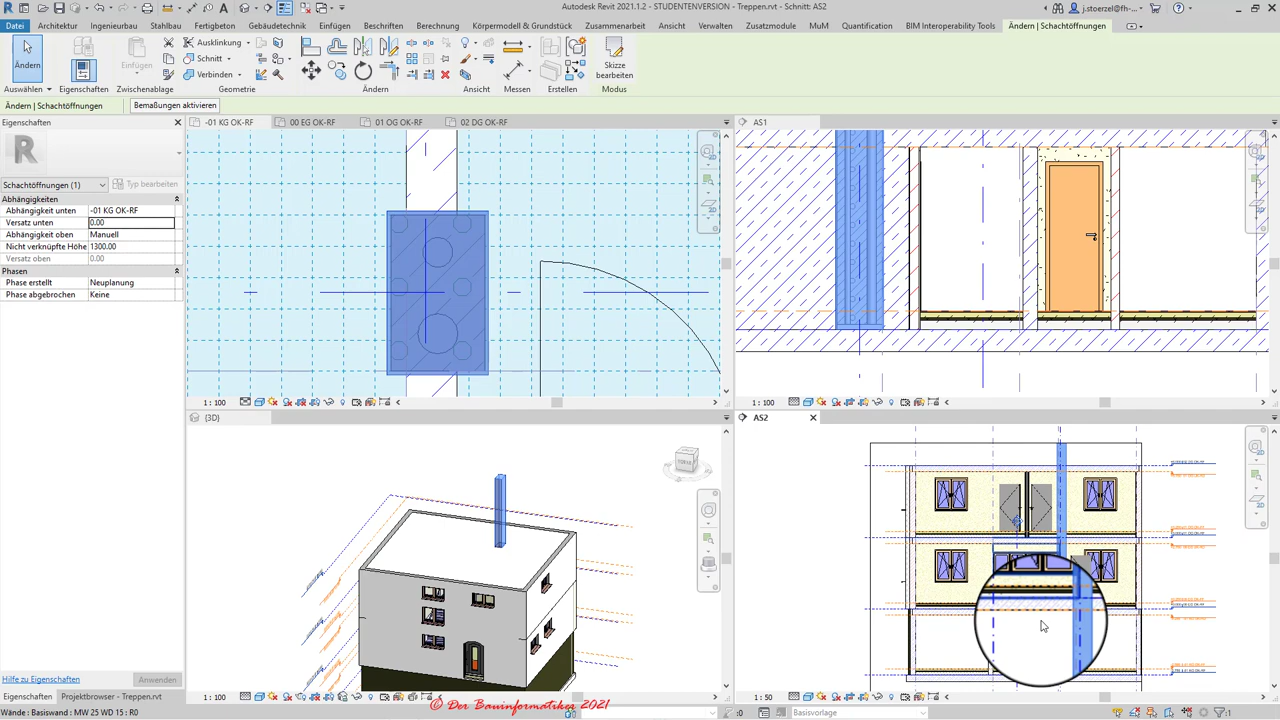 Autodesk Revit 2021.1.2 - STUDENTENVERSION - Treppen.rvt - Schnitt: AS2
j.stoerzel@fh-...
Datei Architektur Ingenieurbau Stahlbau Fertigteile Gebäudetechnik Einfügen Beschriften Berechnung Körpermodell & Grundstück Zusammenarbeit Ansicht Verwalten Zusatzmodule MuM Quantification BIM Interoperability Tools Ändern | Schachtöffnungen
Ausklinkung
Schnitt
Verbinden
Ändern Einfügen Skizze bearbeiten
Auswählen Eigenschaften Zwischenablage Geometrie Ändern Ansicht Messen Erstellen Modus
Ändern | Schachtöffnungen Bemaßungen aktivieren
Eigenschaften
-01 KG OK-RF 00 EG OK-RF 01 OG OK-RF 02 DG OK-RF AS1
Schachtöffnungen (1) Typ bearbeiten
Abhängigkeiten
Abhängigkeit unten -01 KG OK-RF
Versatz unten 0.00
Abhängigkeit oben Manuell
Nicht verknüpfte Höhe 1300.00
Versatz oben 0.00
Phasen
Phase erstellt Neuplanung
Phase abgebrochen Keine
1 : 100 1 : 100
{3D} AS2
Hilfe zu Eigenschaften Anwenden
Eigenschaften Projektbrowser - Treppen.rvt 1 : 100 1 : 50
Wände: Basiswand: MW 25 WD 15 : R0 © Der Bauinformatiker 2021 :0 Basisvorlage :1